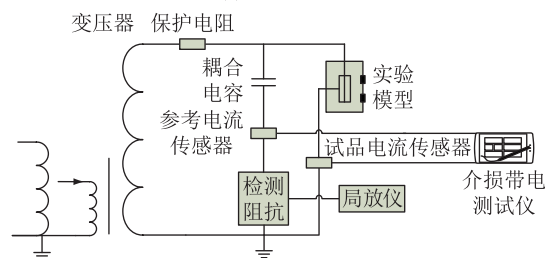 变压器
保护电阻
耦合
电容
实验
模型
参考电流
传感器
试品电流传感器
检测
阻抗
局放仪
介损带电
测试仪